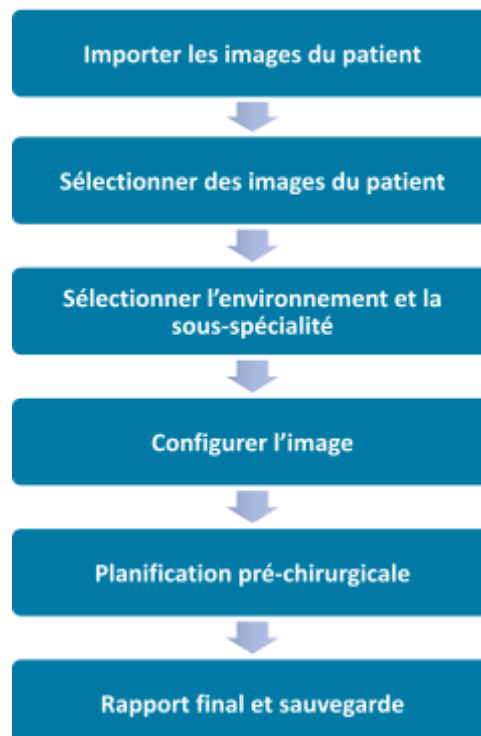 Importer les images du patient
Sélectionner des images du patient
Sélectionner l’environnement et la
sous-spécialité
Configurer l’image
Planification pré-chirurgicale
Rapport final et sauvegarde